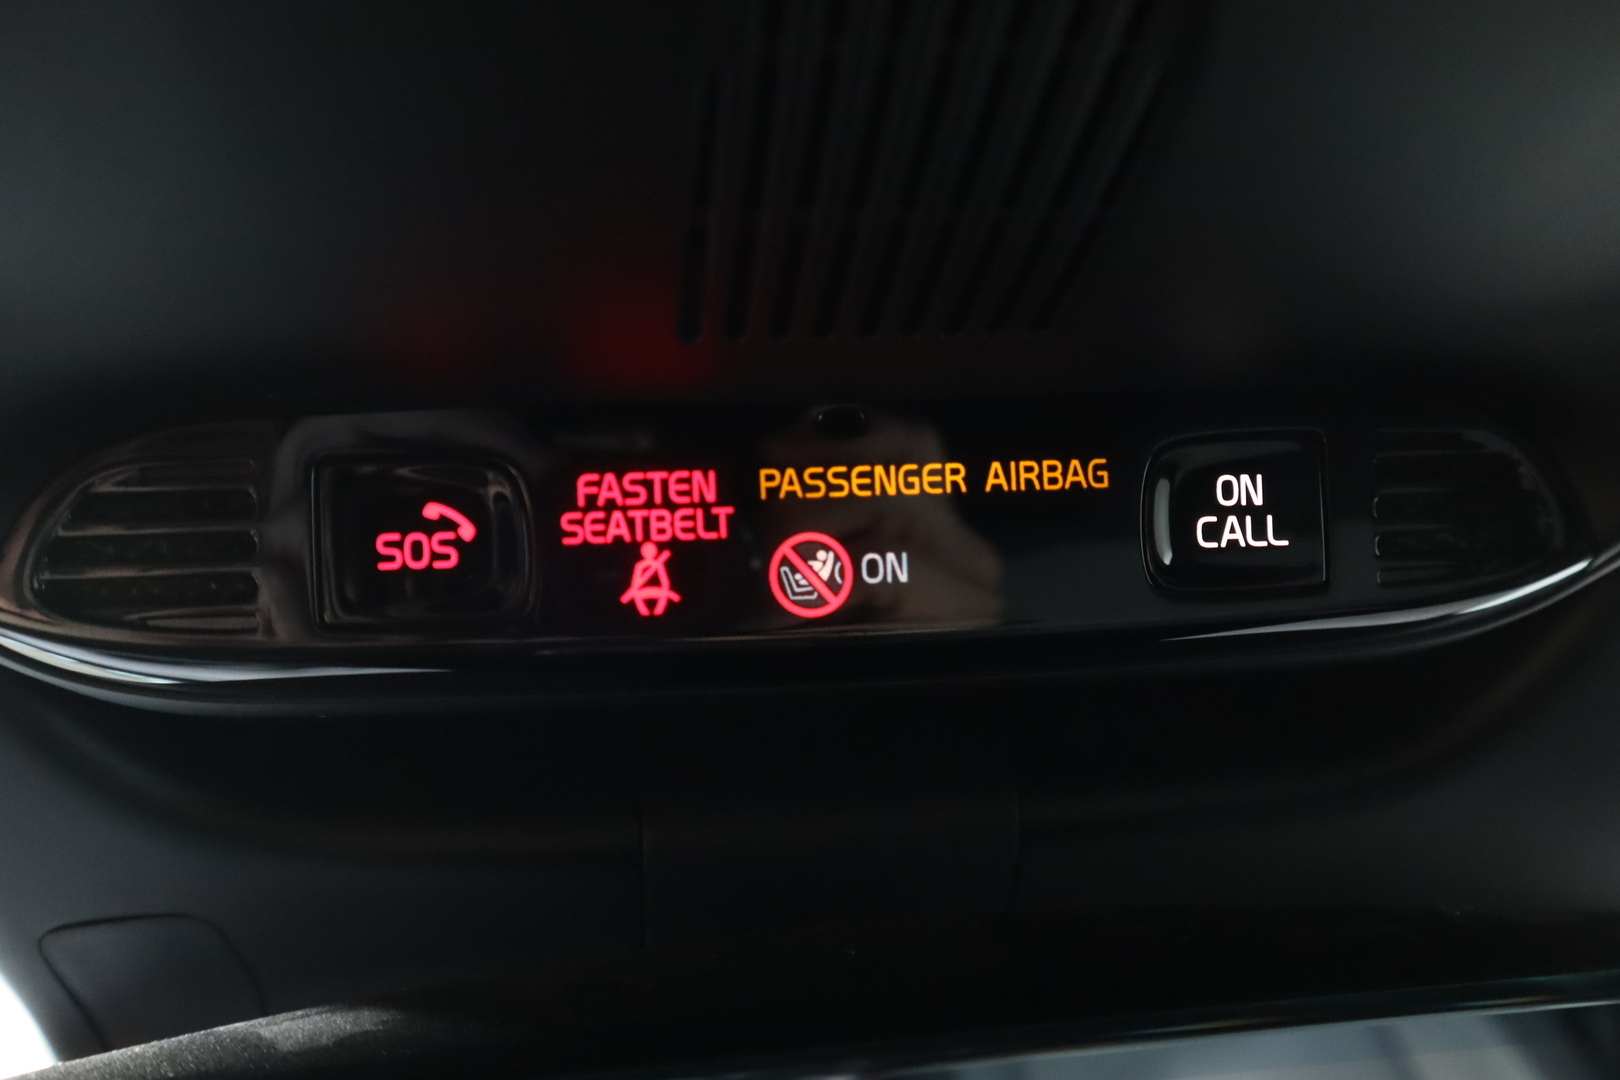 SOS
FASTEN
SEATBELT
PASSENGER AIRBAG
ON
ON
CALL